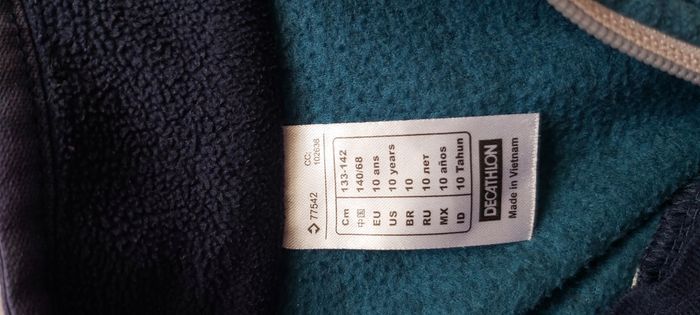 77542
CC:
102636
Cm 133-142
中国 140/68
EU 10 ans
US 10 years
BR 10
RU 10 лет
MX 10 años
ID 10 Tahun
DECATHLON
Made in Vietnam